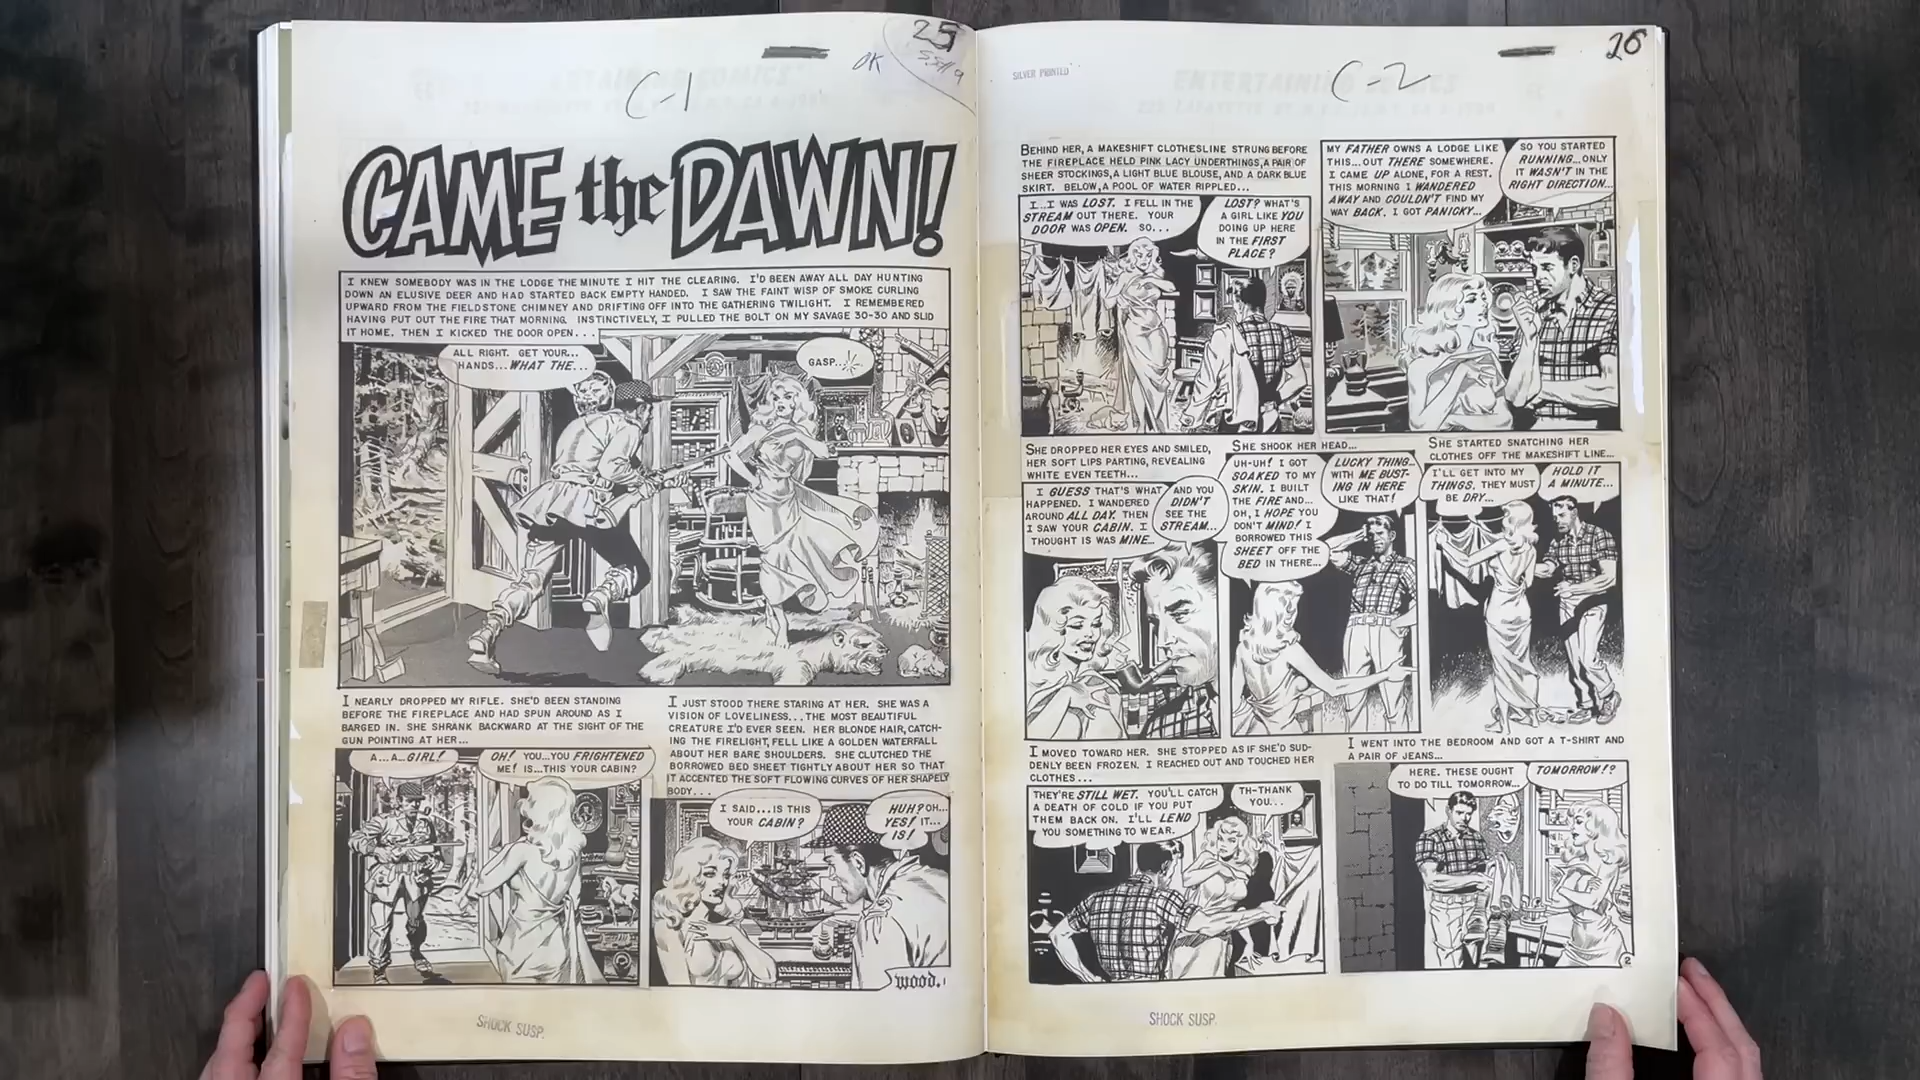 25
OK
C-1
CAME the DAWN!
I KNEW SOMEBODY WAS IN THE LODGE THE MINUTE I HIT THE CLEARING. I'D BEEN AWAY ALL DAY HUNTING
DOWN AN ELUSIVE DEER AND HAD STARTED BACK EMPTY HANDED. I SAW THE FAINT WISP OF SMOKE CURLING
UPWARD FROM THE FIELDSTONE CHIMNEY AND DRIFTING OFF INTO THE GATHERING TWILIGHT. I REMEMBERED
HAVING PUT OUT THE FIRE THAT MORNING. INSTINCTIVELY, I PULLED THE BOLT ON MY SAVAGE 30-30 AND SLID
IT HOME. THEN I KICKED THE DOOR OPEN...
ALL RIGHT. GET YOUR...
HANDS...WHAT THE...
GASP...
I NEARLY DROPPED MY RIFLE. SHE'D BEEN STANDING
BEFORE THE FIREPLACE AND HAD SPUN AROUND AS I
BARGED IN. SHE SHRANK BACKWARD AT THE SIGHT OF THE
GUN POINTING AT HER...
A...A...GIRL!
OH! YOU...YOU FRIGHTENED
ME! IS...THIS YOUR CABIN?
I JUST STOOD THERE STARING AT HER. SHE WAS A
VISION OF LOVELINESS...THE MOST BEAUTIFUL
CREATURE I'D EVER SEEN. HER BLONDE HAIR, CATCH-
ING THE FIRELIGHT, FELL LIKE A GOLDEN WATERFALL
ABOUT HER BARE SHOULDERS. SHE CLUTCHED THE
BORROWED BED SHEET TIGHTLY ABOUT HER SO THAT
IT ACCENTED THE SOFT FLOWING CURVES OF HER SHAPELY
BODY...
I SAID...IS THIS
YOUR CABIN?
HUH? OH...
YES! IT...
IS!
WOOD.
1
SHOCK SUSP.
SILVER PRINTED
C-2
26
ENTERTAINING COMICS
BEHIND HER, A MAKESHIFT CLOTHESLINE STRUNG BEFORE
THE FIREPLACE HELD PINK LACY UNDERTHINGS, A PAIR OF
SHEER STOCKINGS, A LIGHT BLUE BLOUSE, AND A DARK BLUE
SKIRT. BELOW, A POOL OF WATER RIPPLED...
I...I WAS LOST. I FELL IN THE
STREAM OUT THERE. YOUR
DOOR WAS OPEN. SO...
LOST? WHAT'S
A GIRL LIKE YOU
DOING UP HERE
IN THE FIRST
PLACE?
MY FATHER OWNS A LODGE LIKE
THIS...OUT THERE SOMEWHERE.
I CAME UP ALONE, FOR A REST.
THIS MORNING I WANDERED
AWAY AND COULDN'T FIND MY
WAY BACK. I GOT PANICKY...
SO YOU STARTED
RUNNING...ONLY
IT WASN'T IN THE
RIGHT DIRECTION...
SHE DROPPED HER EYES AND SMILED,
HER SOFT LIPS PARTING, REVEALING
WHITE EVEN TEETH...
I GUESS THAT'S WHAT
HAPPENED. I WANDERED
AROUND ALL DAY. THEN
I SAW YOUR CABIN. I
THOUGHT IS WAS MINE...
AND YOU
DIDN'T
SEE THE
STREAM...
SHE SHOOK HER HEAD...
UH-UH! I GOT
SOAKED TO MY
SKIN. I BUILT
THE FIRE AND...
OH, I HOPE YOU
DON'T MIND! I
BORROWED THIS
SHEET OFF THE
BED IN THERE...
LUCKY THING...
WITH ME BUST-
ING IN HERE
LIKE THAT!
SHE STARTED SNATCHING HER
CLOTHES OFF THE MAKESHIFT LINE...
I'LL GET INTO MY
THINGS. THEY MUST
BE DRY...
HOLD IT
A MINUTE...
I MOVED TOWARD HER. SHE STOPPED AS IF SHE'D SUD-
DENLY BEEN FROZEN. I REACHED OUT AND TOUCHED HER
CLOTHES...
THEY'RE STILL WET. YOU'LL CATCH
A DEATH OF COLD IF YOU PUT
THEM BACK ON. I'LL LEND
YOU SOMETHING TO WEAR.
TH-THANK
YOU...
I WENT INTO THE BEDROOM AND GOT A T-SHIRT AND
A PAIR OF JEANS...
HERE. THESE OUGHT
TO DO TILL TOMORROW...
TOMORROW!?
2
SHOCK SUSP.